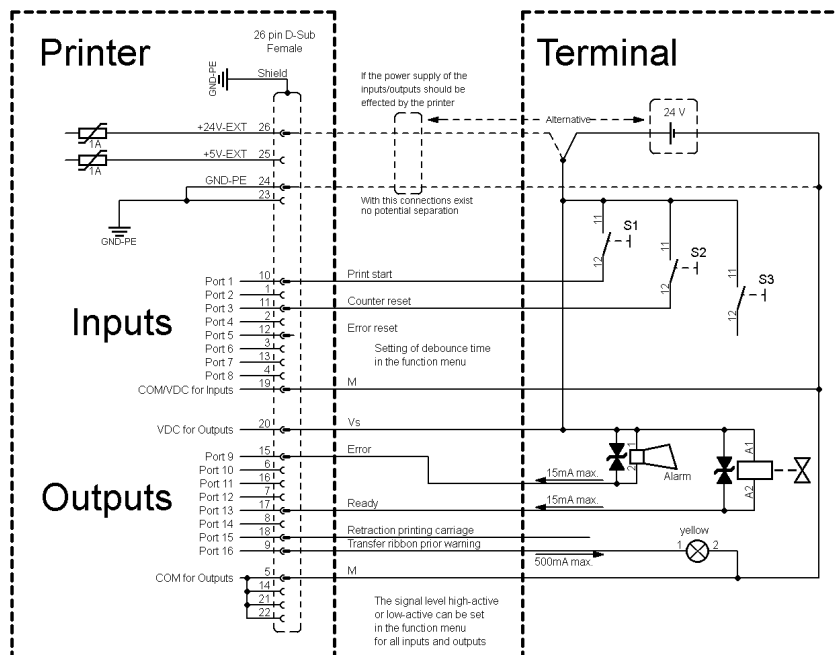 Printer
26 pin D-Sub
Female
Terminal
GND-PE
Shield
If the power supply of the
inputs/outputs should be
effected by the printer
Alternative
24 V
+24V-EXT 26
1A
+5V-EXT 25
1A
GND-PE 24
23
With this connections exist
no potential separation
GND-PE
11
12
S1
11
12
S2
11
12
S3
Inputs
Port 1 10 Print start
Port 2 1
Port 3 11 Counter reset
Port 4 2
Port 5 12 Error reset
Port 6 3
Port 7 13
Port 8 4
Setting of debounce time
in the function menu
COM/VDC for Inputs 19 M
VDC for Outputs 20 Vs
Outputs
Port 9 15 Error
Port 10 6
Port 11 16
Port 12 7
Port 13 17 Ready
Port 14 8
Port 15 18 Retraction printing carriage
Port 16 9 Transfer ribbon prior warning
15mA max.
15mA max.
500mA max.
2 1
Alarm
A1
A2
yellow
1 2
COM for Outputs 5 M
14
21
22
The signal level high-active
or low-active can be set
in the function menu
for all inputs and outputs